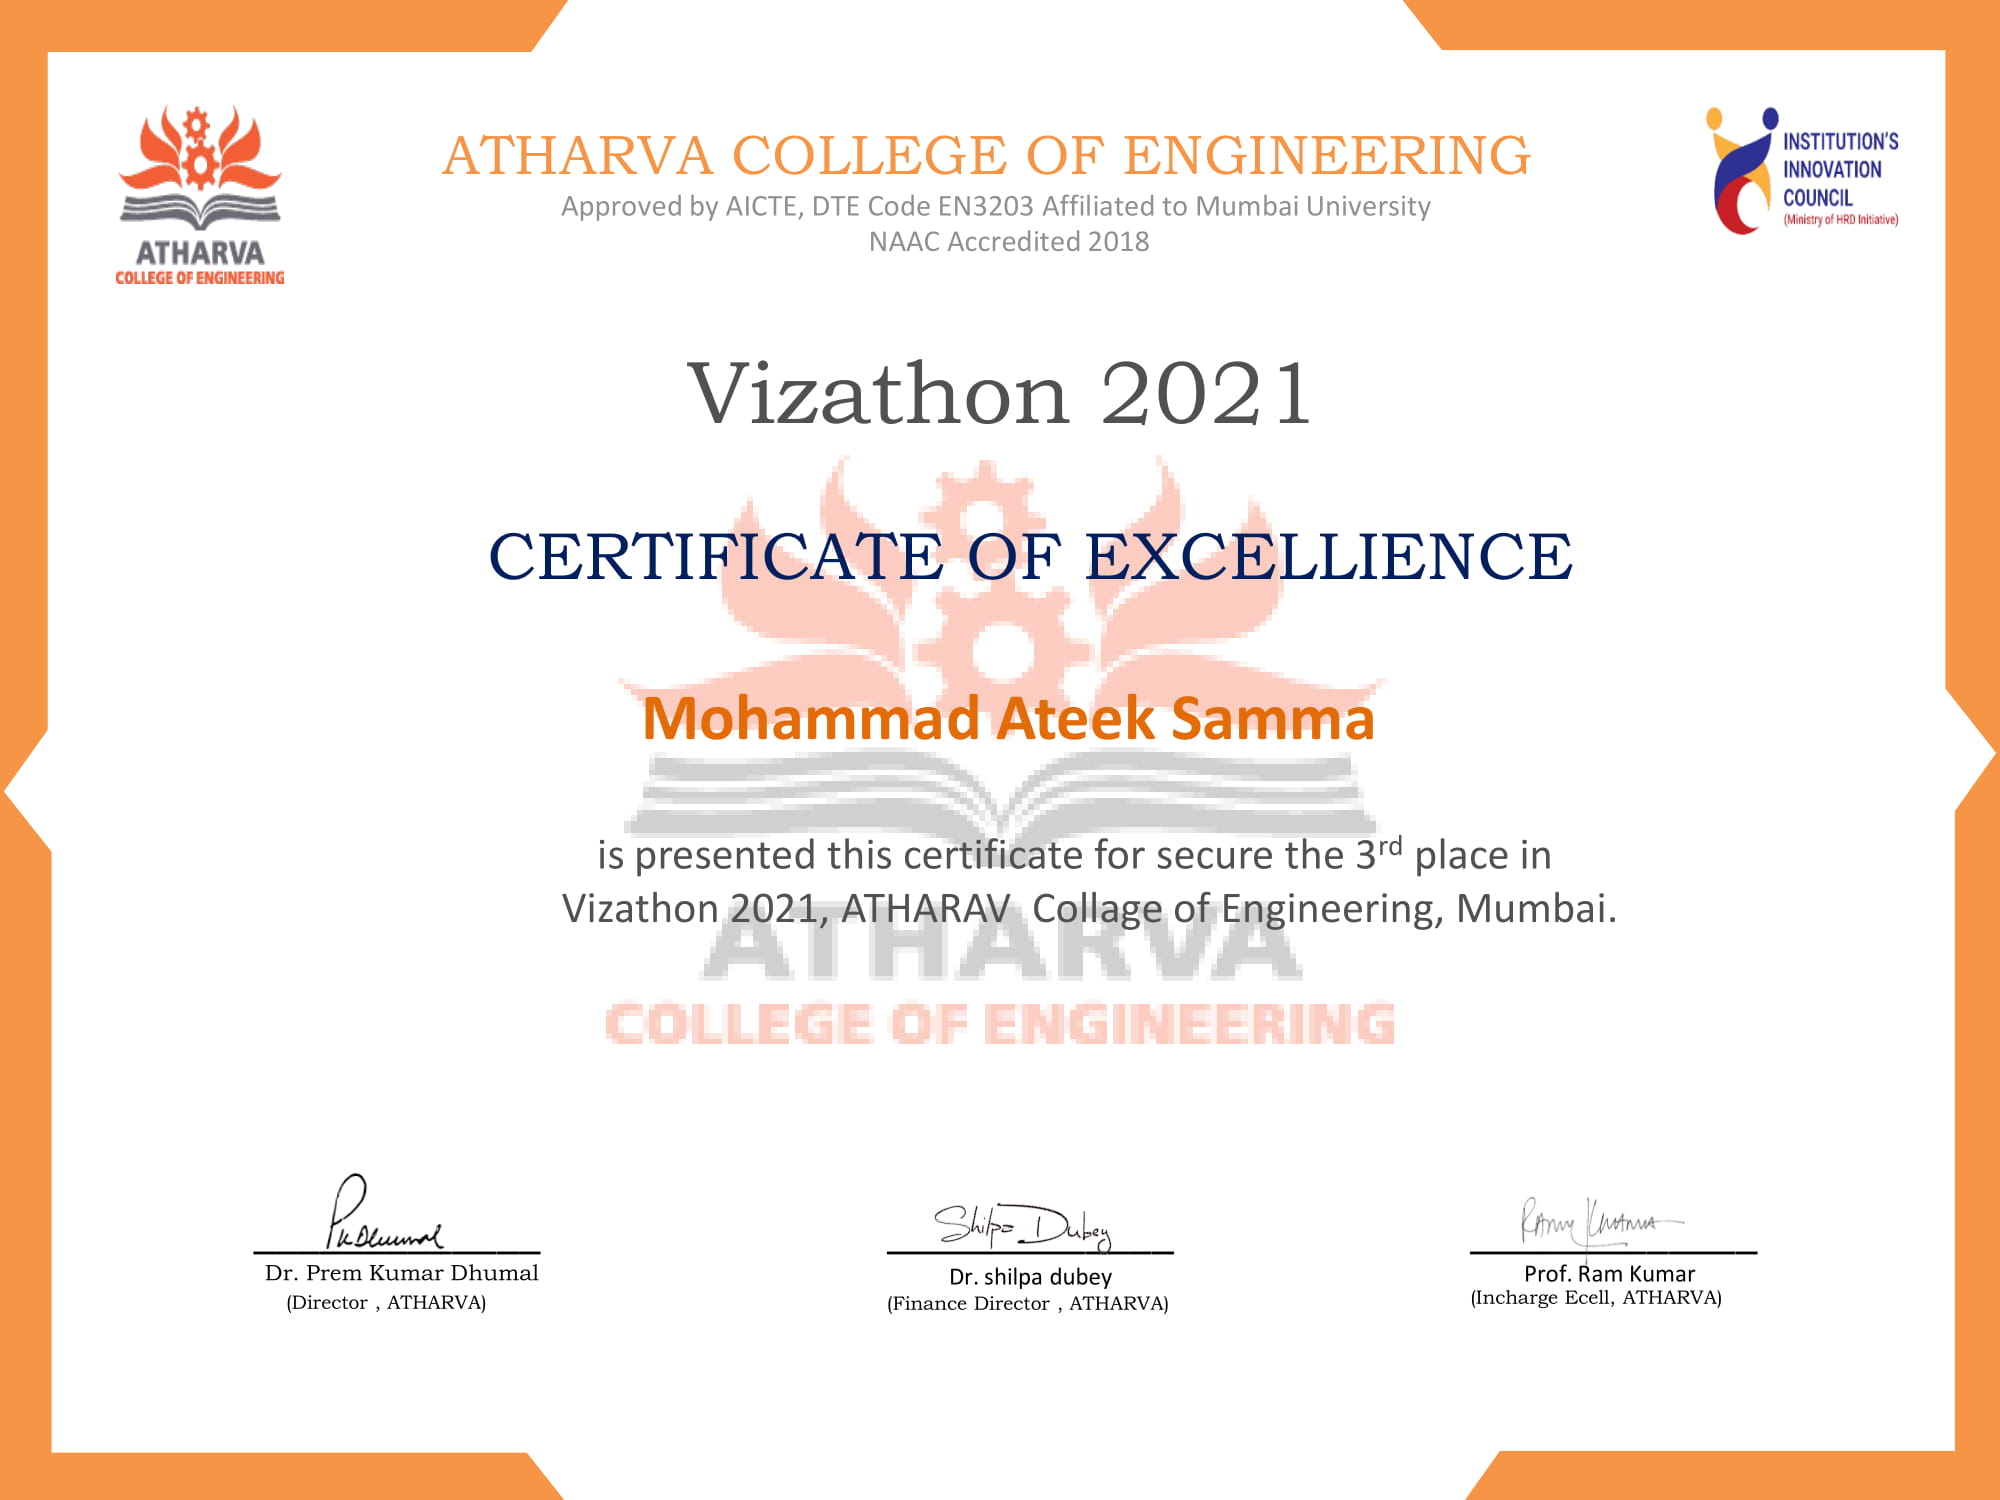 ATHARVA
COLLEGE OF ENGINEERING
ATHARVA COLLEGE OF ENGINEERING
Approved by AICTE, DTE Code EN3203 Affiliated to Mumbai University
NAAC Accredited 2018
INSTITUTION'S
INNOVATION
COUNCIL
(Ministry of HRD Initiative)
Vizathon 2021
CERTIFICATE OF EXCELLIENCE
Mohammad Ateek Samma
is presented this certificate for secure the 3rd place in
Vizathon 2021, ATHARAV Collage of Engineering, Mumbai.
ATHARVA
COLLEGE OF ENGINEERING
PKDhumal
Dr. Prem Kumar Dhumal
(Director , ATHARVA)
Shilpa Dubey
Dr. shilpa dubey
(Finance Director , ATHARVA)
Prof. Ram Kumar
(Incharge Ecell, ATHARVA)